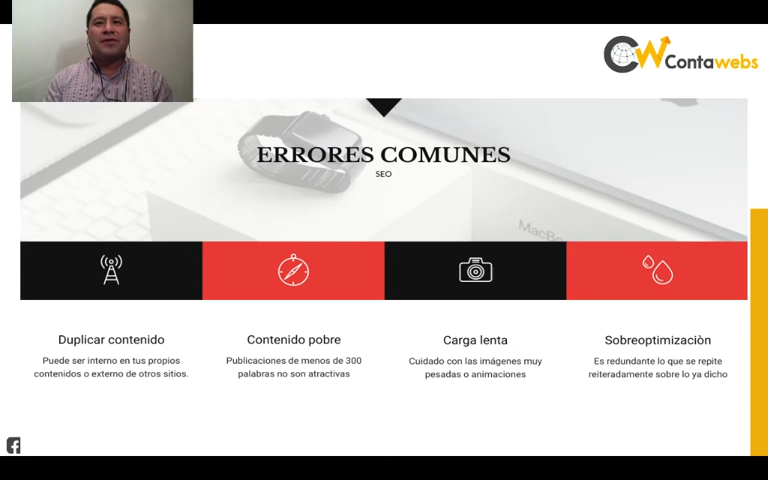 Contawebs
ERRORES COMUNES
SEO
MacBo
Duplicar contenido
Puede ser interno en tus propios
contenidos o externo de otros sitios.
Contenido pobre
Publicaciones de menos de 300
palabras no son atractivas
Carga lenta
Cuidado con las imágenes muy
pesadas o animaciones
Sobreoptimizaciòn
Es redundante lo que se repite
reiteradamente sobre lo ya dicho